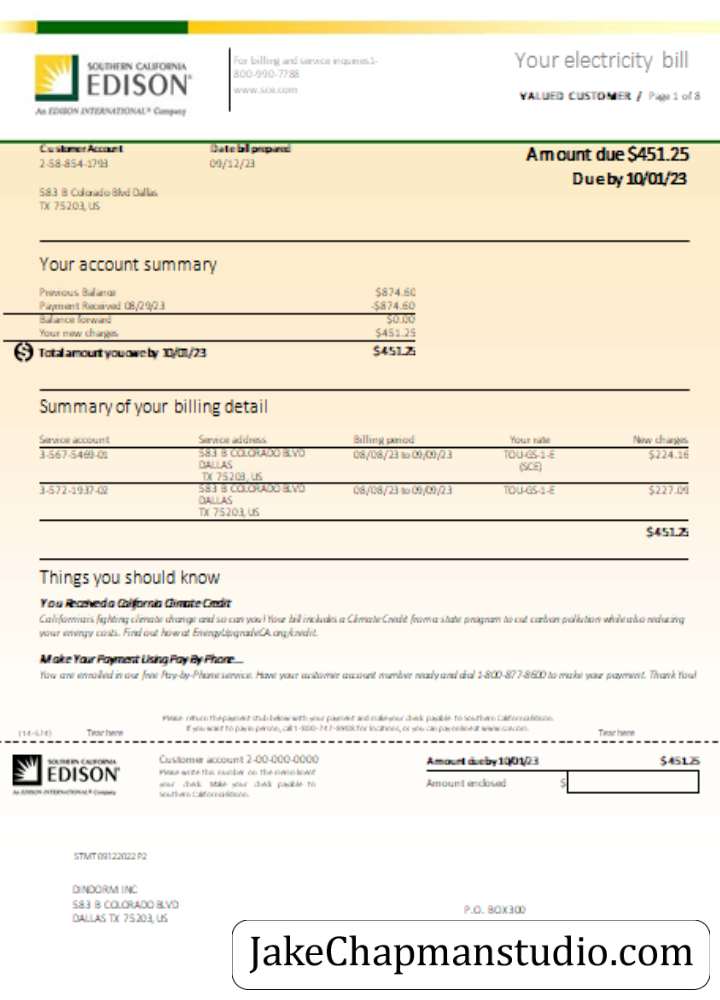 SOUTHERN CALIFORNIA
EDISON®
An EDISON INTERNATIONAL® Company
For billing and service inquiries 1-
800-990-7788
www.sce.com
Your electricity bill
VALUED CUSTOMER / Page 1 of 8
Customer Account
2-58-854-1793
Date bill prepared
09/12/23
Amount due $451.25
Due by 10/01/23
583 B Colorado Blvd Dallas
TX 75203, US
Your account summary
Previous Balance $874.60
Payment Received 08/29/23 -$874.60
Balance forward $0.00
Your new charges $451.25
Total amount you owe by 10/01/23 $451.25
Summary of your billing detail
Service account Service address Billing period Your rate New charges
3-567-5469-01 583 B COLORADO BLVD 08/08/23 to 09/09/23 TOU-GS-1-E $224.16
DALLAS (SCE)
TX 75203, US
3-572-1937-02 583 B COLORADO BLVD 08/08/23 to 09/09/23 TOU-GS-1-E $227.09
DALLAS
TX 75203, US
$451.25
Things you should know
You Received a California Climate Credit
California is fighting climate change and so can you! Your bill includes a Climate Credit from a state program to cut carbon pollution while also reducing
your energy costs. Find out how at EnergyUpgradeCA.org/credit.
Make Your Payment Using Pay By Phone...
You are enrolled in our free Pay-by-Phone service. Have your customer account number ready and dial 1-800-877-8600 to make your payment. Thank You!
Please return the payment stub below with your payment and make your check payable to Southern California Edison.
If you want to pay in person, call 1-800-747-8908 for locations, or you can pay online at www.sce.com.
(14-574) Tear here Tear here
SOUTHERN CALIFORNIA
EDISON®
An EDISON INTERNATIONAL® Company
Customer account 2-00-000-0000
Please write this number on the memo line of
your check. Make your check payable to
Southern California Edison.
Amount due by 10/01/23 $451.25
Amount enclosed $
STMT 09122022 P2
DINDORM INC
583 B COLORADO BLVD
DALLAS TX 75203, US
P.O. BOX 300
JakeChapmanstudio.com